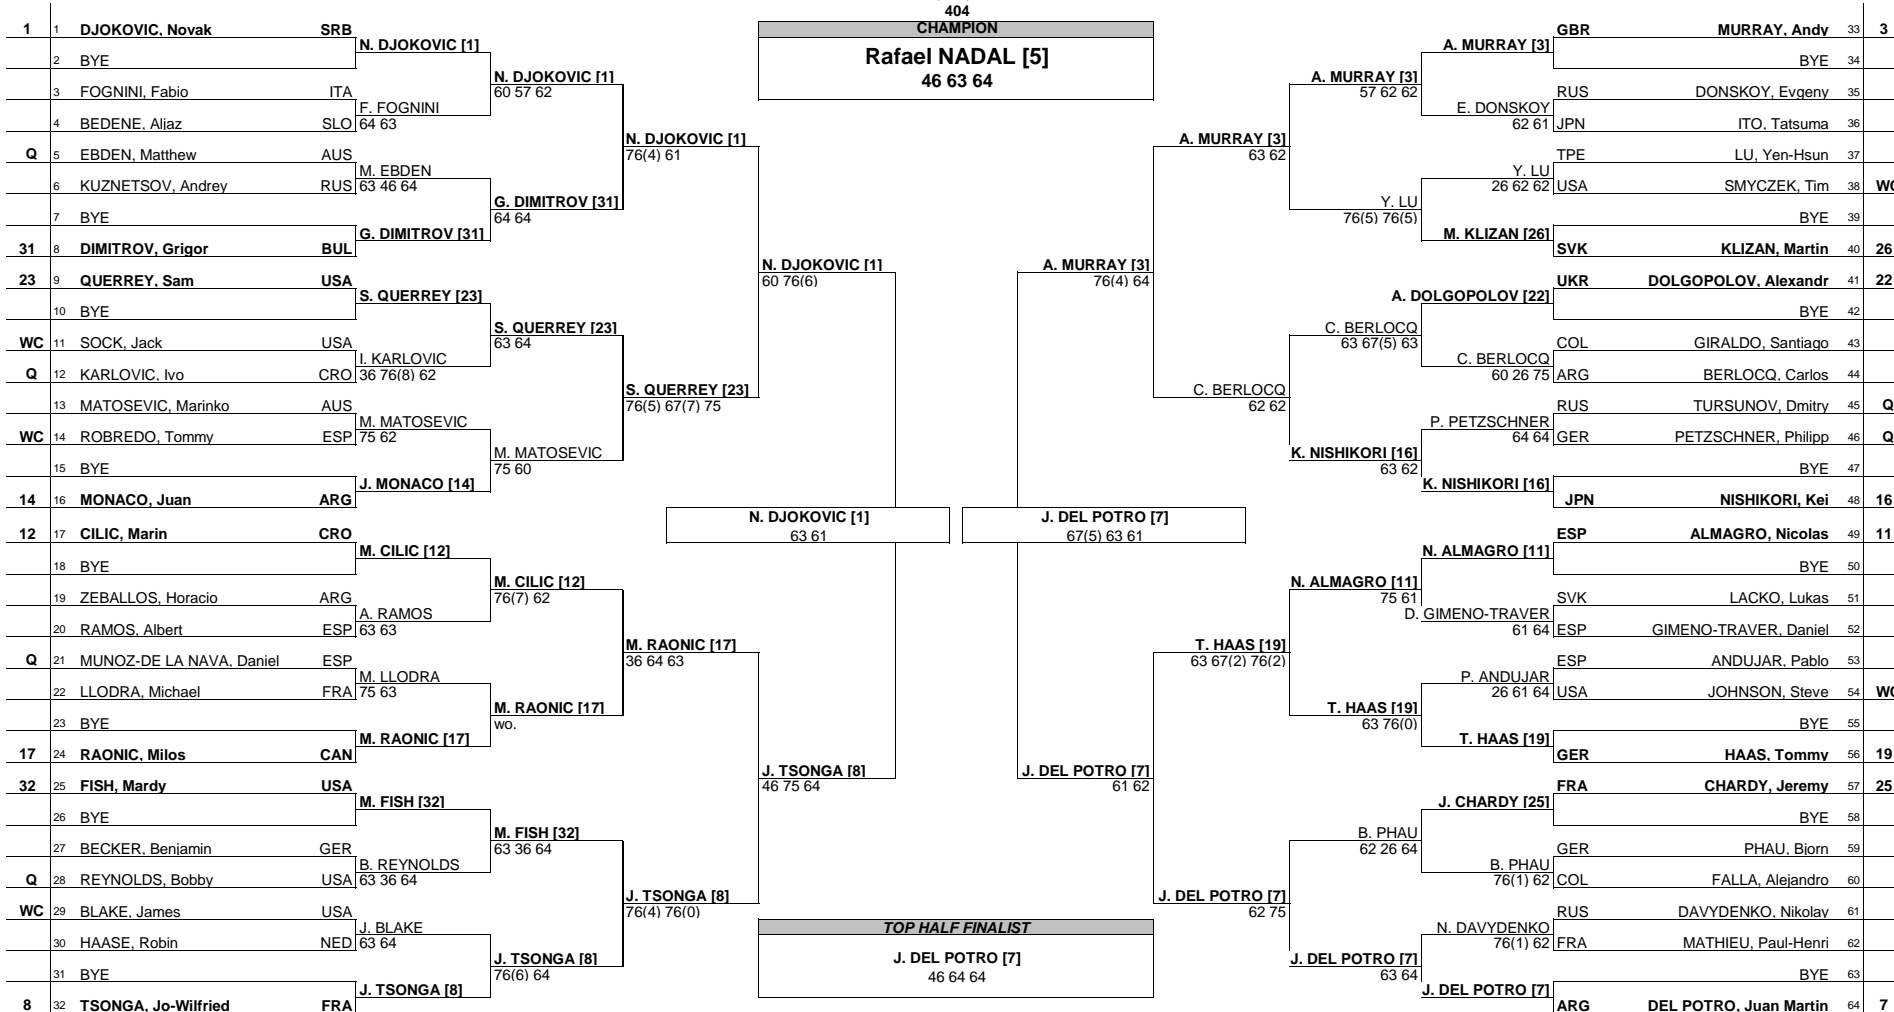 404
CHAMPION
Rafael NADAL [5]
46 63 64
1 1 DJOKOVIC, Novak SRB
N. DJOKOVIC [1]
2 BYE
N. DJOKOVIC [1]
60 57 62
3 FOGNINI, Fabio ITA
F. FOGNINI
64 63
4 BEDENE, Aljaz SLO
N. DJOKOVIC [1]
76(4) 61
Q 5 EBDEN, Matthew AUS
M. EBDEN
63 46 64
6 KUZNETSOV, Andrey RUS
G. DIMITROV [31]
64 64
7 BYE
G. DIMITROV [31]
31 8 DIMITROV, Grigor BUL
N. DJOKOVIC [1]
60 76(6)
23 9 QUERREY, Sam USA
S. QUERREY [23]
10 BYE
S. QUERREY [23]
63 64
WC 11 SOCK, Jack USA
I. KARLOVIC
36 76(8) 62
Q 12 KARLOVIC, Ivo CRO
S. QUERREY [23]
76(5) 67(7) 75
13 MATOSEVIC, Marinko AUS
M. MATOSEVIC
75 62
WC 14 ROBREDO, Tommy ESP
M. MATOSEVIC
75 60
15 BYE
J. MONACO [14]
14 16 MONACO, Juan ARG
N. DJOKOVIC [1]
63 61
12 17 CILIC, Marin CRO
M. CILIC [12]
18 BYE
M. CILIC [12]
76(7) 62
19 ZEBALLOS, Horacio ARG
A. RAMOS
63 63
20 RAMOS, Albert ESP
M. RAONIC [17]
36 64 63
Q 21 MUNOZ-DE LA NAVA, Daniel ESP
M. LLODRA
75 63
22 LLODRA, Michael FRA
M. RAONIC [17]
wo.
23 BYE
M. RAONIC [17]
17 24 RAONIC, Milos CAN
J. TSONGA [8]
46 75 64
32 25 FISH, Mardy USA
M. FISH [32]
26 BYE
M. FISH [32]
63 36 64
27 BECKER, Benjamin GER
B. REYNOLDS
63 36 64
Q 28 REYNOLDS, Bobby USA
J. TSONGA [8]
76(4) 76(0)
WC 29 BLAKE, James USA
J. BLAKE
63 64
30 HAASE, Robin NED
J. TSONGA [8]
76(6) 64
31 BYE
J. TSONGA [8]
8 32 TSONGA, Jo-Wilfried FRA
GBR MURRAY, Andy 33 3
A. MURRAY [3]
BYE 34
A. MURRAY [3]
57 62 62
RUS DONSKOY, Evgeny 35
E. DONSKOY
62 61
JPN ITO, Tatsuma 36
A. MURRAY [3]
63 62
TPE LU, Yen-Hsun 37
Y. LU
26 62 62
USA SMYCZEK, Tim 38 WC
Y. LU
76(5) 76(5)
BYE 39
M. KLIZAN [26]
SVK KLIZAN, Martin 40 26
A. MURRAY [3]
76(4) 64
UKR DOLGOPOLOV, Alexandr 41 22
A. DOLGOPOLOV [22]
BYE 42
C. BERLOCQ
63 67(5) 63
COL GIRALDO, Santiago 43
C. BERLOCQ
60 26 75
ARG BERLOCQ, Carlos 44
C. BERLOCQ
62 62
RUS TURSUNOV, Dmitry 45 Q
P. PETZSCHNER
64 64
GER PETZSCHNER, Philipp 46 Q
K. NISHIKORI [16]
63 62
BYE 47
K. NISHIKORI [16]
JPN NISHIKORI, Kei 48 16
J. DEL POTRO [7]
67(5) 63 61
ESP ALMAGRO, Nicolas 49 11
N. ALMAGRO [11]
BYE 50
N. ALMAGRO [11]
75 61
SVK LACKO, Lukas 51
D. GIMENO-TRAVER
61 64
ESP GIMENO-TRAVER, Daniel 52
T. HAAS [19]
63 67(2) 76(2)
ESP ANDUJAR, Pablo 53
P. ANDUJAR
26 61 64
USA JOHNSON, Steve 54 WC
T. HAAS [19]
63 76(0)
BYE 55
T. HAAS [19]
GER HAAS, Tommy 56 19
J. DEL POTRO [7]
61 62
FRA CHARDY, Jeremy 57 25
J. CHARDY [25]
BYE 58
B. PHAU
62 26 64
GER PHAU, Bjorn 59
B. PHAU
76(1) 62
COL FALLA, Alejandro 60
J. DEL POTRO [7]
62 75
RUS DAVYDENKO, Nikolay 61
N. DAVYDENKO
76(1) 62
FRA MATHIEU, Paul-Henri 62
J. DEL POTRO [7]
63 64
BYE 63
J. DEL POTRO [7]
ARG DEL POTRO, Juan Martin 64 7
TOP HALF FINALIST
J. DEL POTRO [7]
46 64 64